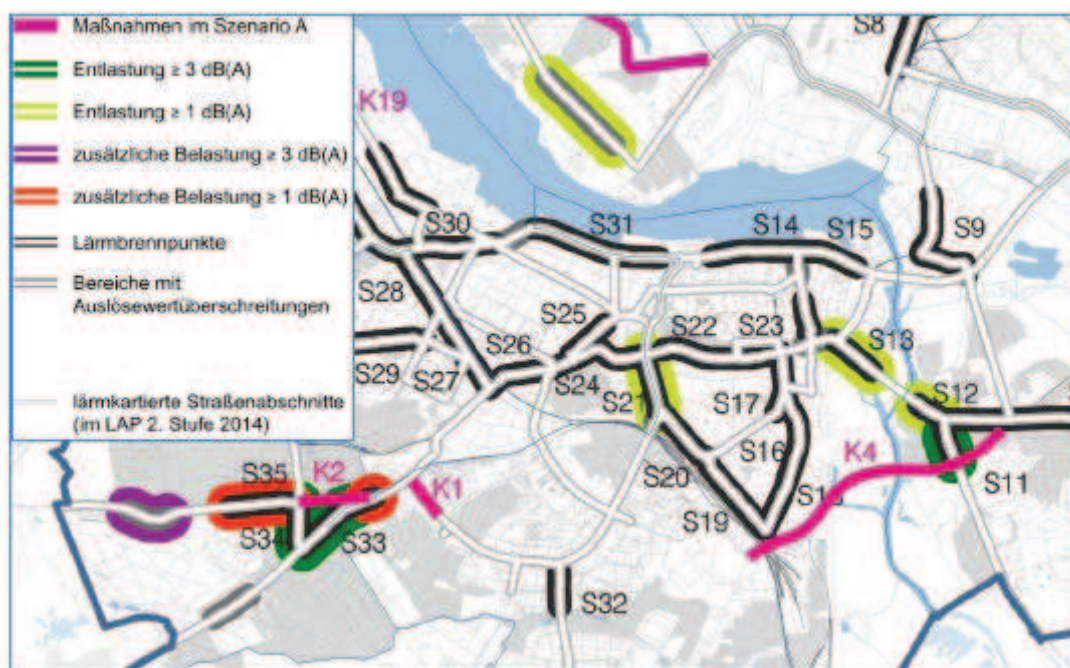 Maßnahmen im Szenario A
Entlastung ≥ 3 dB(A)
Entlastung ≥ 1 dB(A)
zusätzliche Belastung ≥ 3 dB(A)
zusätzliche Belastung ≥ 1 dB(A)
Lärmbrennpunkte
Bereiche mit
Auslösewertüberschreitungen
lärmkartierte Straßenabschnitte
(im LAP 2. Stufe 2014)
S8
K19
S30
S31
S14
S15
S9
S28
S25
S22
S23
S13
S26
S29
S27
S24
S21
S17
S12
S16
S35
K2
K1
S20
K4
S11
S34
S33
S19
S32